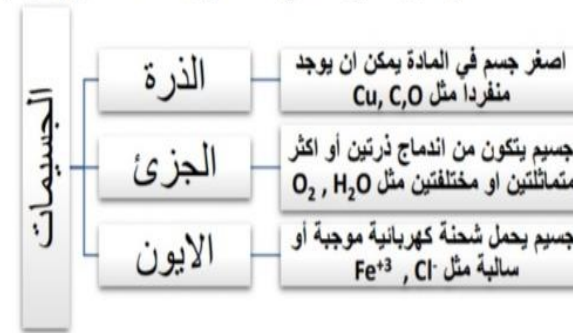 الجسيمات
الذرة
اصغر جسم في المادة يمكن ان يوجد
منفردا مثل Cu, C,O
الجزئ
جسيم يتكون من اندماج ذرتين أو اكثر
متماثلتين او مختلفتين مثل O₂ , H₂O
الايون
جسيم يحمل شحنة كهربائية موجبة أو
سالبة مثل Fe⁺³ , Cl⁻